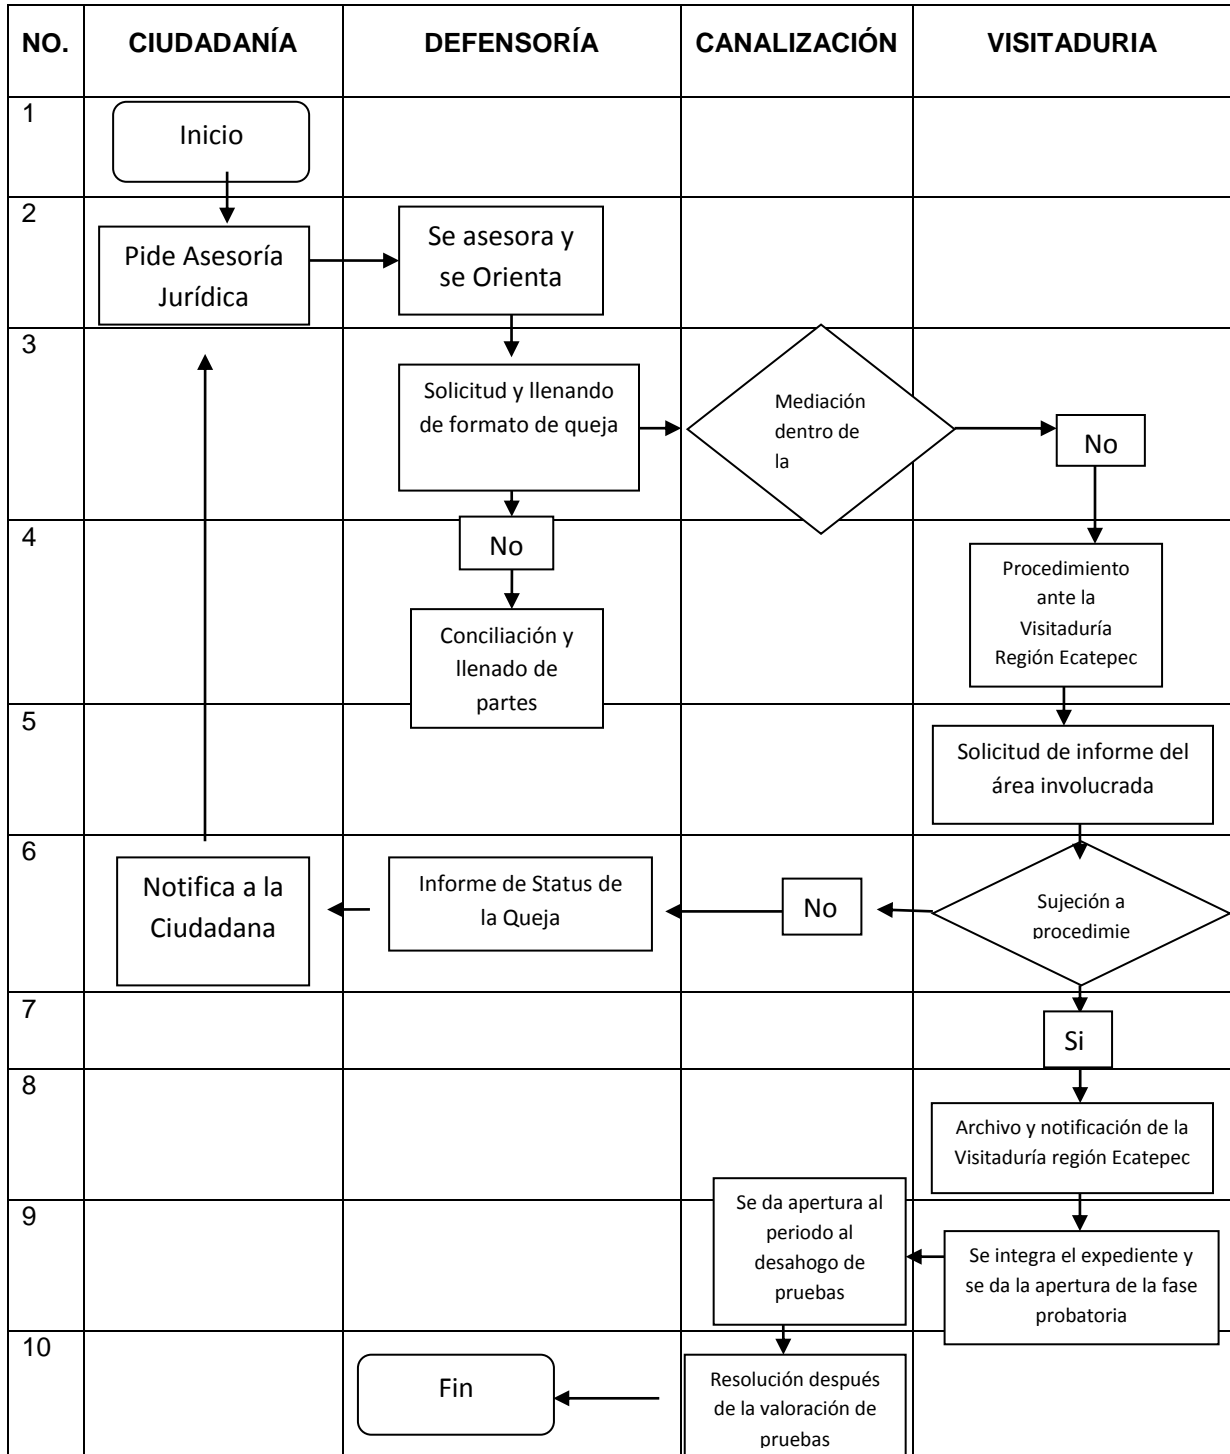 NO. CIUDADANÍA DEFENSORÍA CANALIZACIÓN VISITADURIA
1
Inicio
2
Pide Asesoría
Jurídica
Se asesora y
se Orienta
3
Solicitud y llenando
de formato de queja
Mediación
dentro de
la
No
4
No
Conciliación y
llenado de
partes
Procedimiento
ante la
Visitaduría
Región Ecatepec
5
Solicitud de informe del
área involucrada
6
Notifica a la
Ciudadana
Informe de Status de
la Queja
No
Sujeción a
procedimie
7
Si
8
Archivo y notificación de la
Visitaduría región Ecatepec
9
Se da apertura al
periodo al
desahogo de
pruebas
Se integra el expediente y
se da la apertura de la fase
probatoria
10
Fin
Resolución después
de la valoración de
pruebas